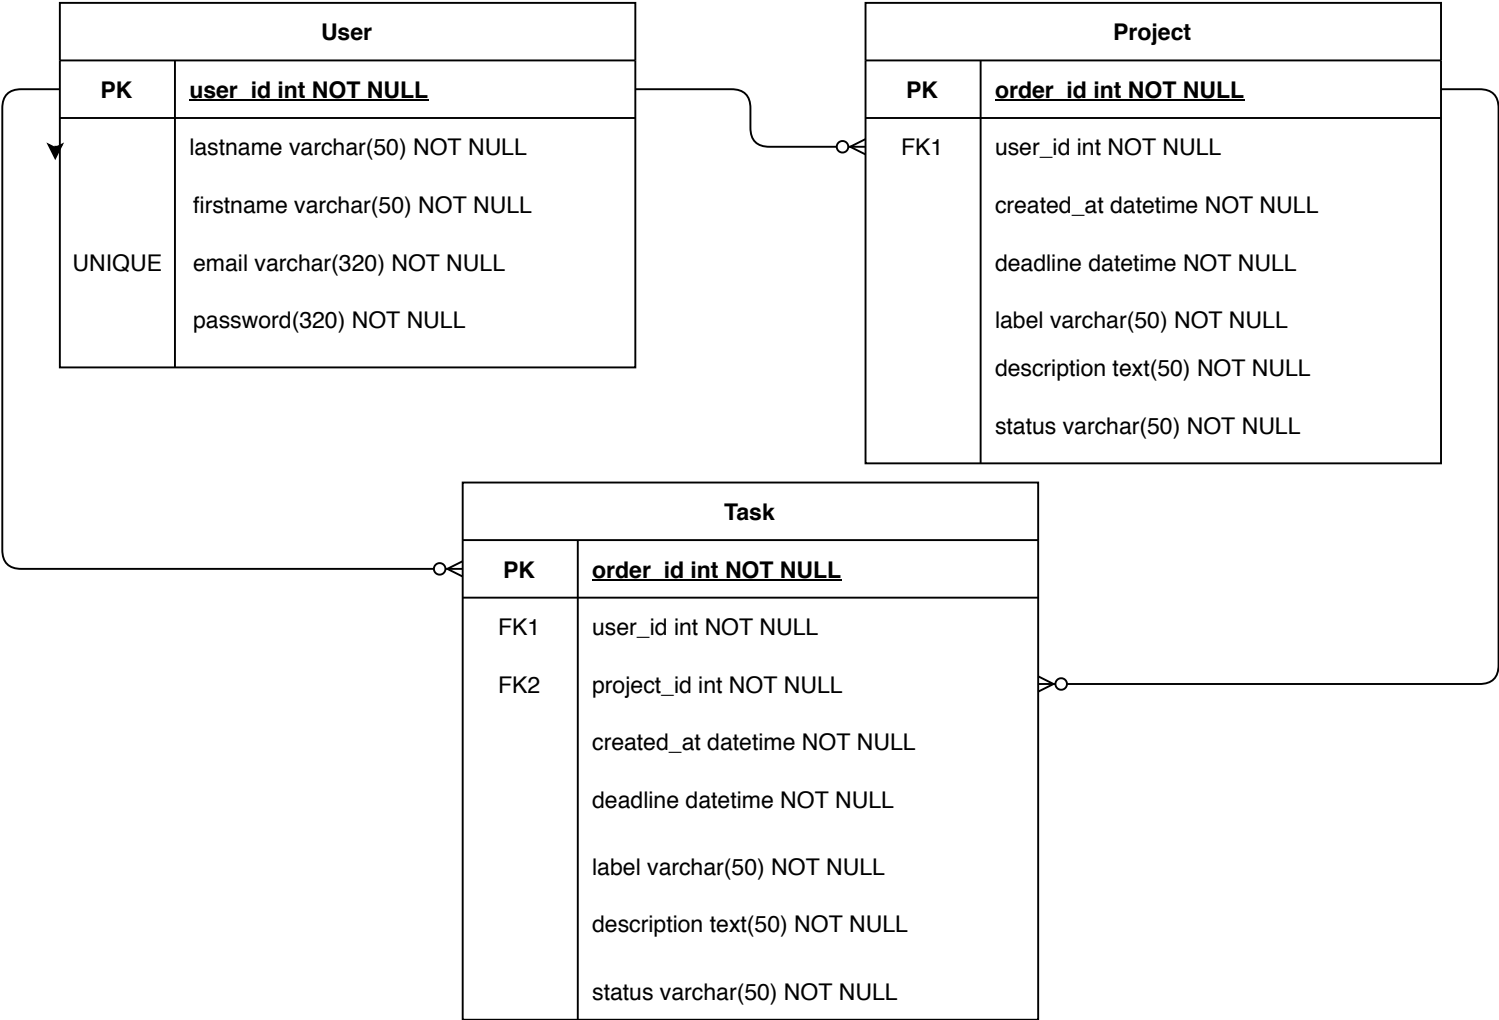 User
PK user_id int NOT NULL
lastname varchar(50) NOT NULL
firstname varchar(50) NOT NULL
UNIQUE email varchar(320) NOT NULL
password(320) NOT NULL
Project
PK order_id int NOT NULL
FK1 user_id int NOT NULL
created_at datetime NOT NULL
deadline datetime NOT NULL
label varchar(50) NOT NULL
description text(50) NOT NULL
status varchar(50) NOT NULL
Task
PK order_id int NOT NULL
FK1 user_id int NOT NULL
FK2 project_id int NOT NULL
created_at datetime NOT NULL
deadline datetime NOT NULL
label varchar(50) NOT NULL
description text(50) NOT NULL
status varchar(50) NOT NULL